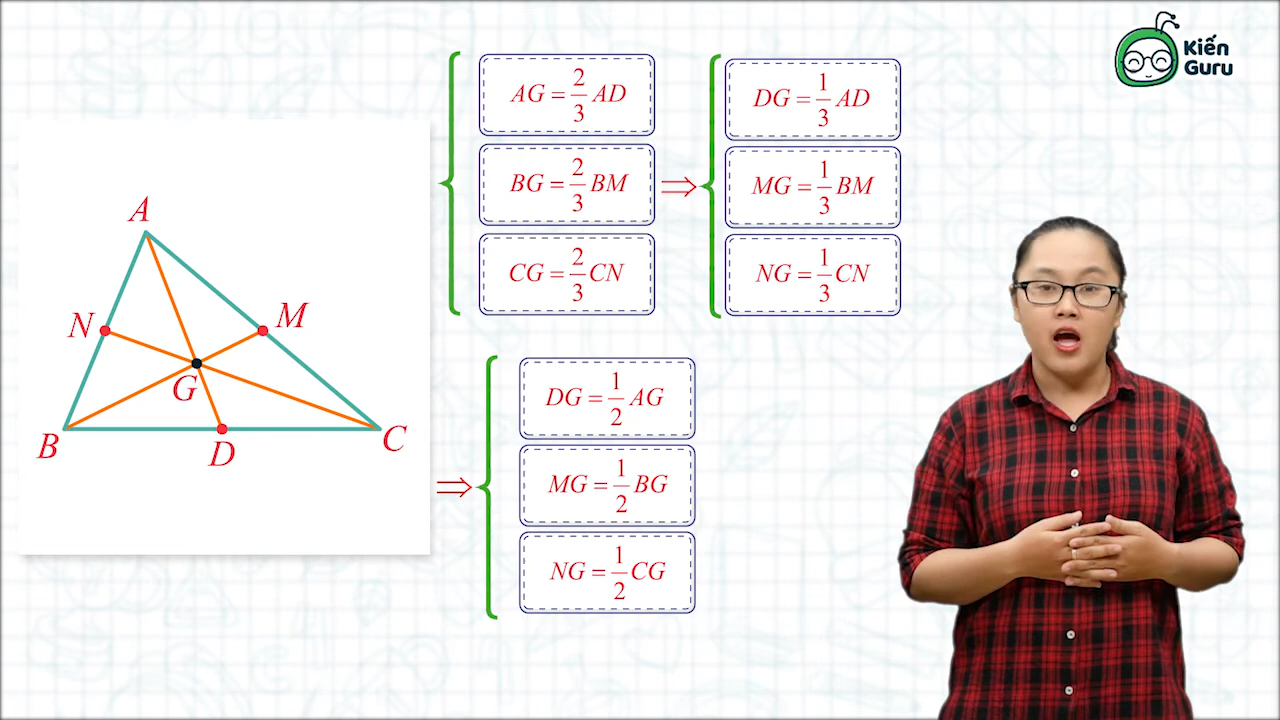 Kiến
Guru
AG = 2/3 AD
BG = 2/3 BM
CG = 2/3 CN
⇒
DG = 1/3 AD
MG = 1/3 BM
NG = 1/3 CN
A
N
M
G
B
D
C
⇒
DG = 1/2 AG
MG = 1/2 BG
NG = 1/2 CG